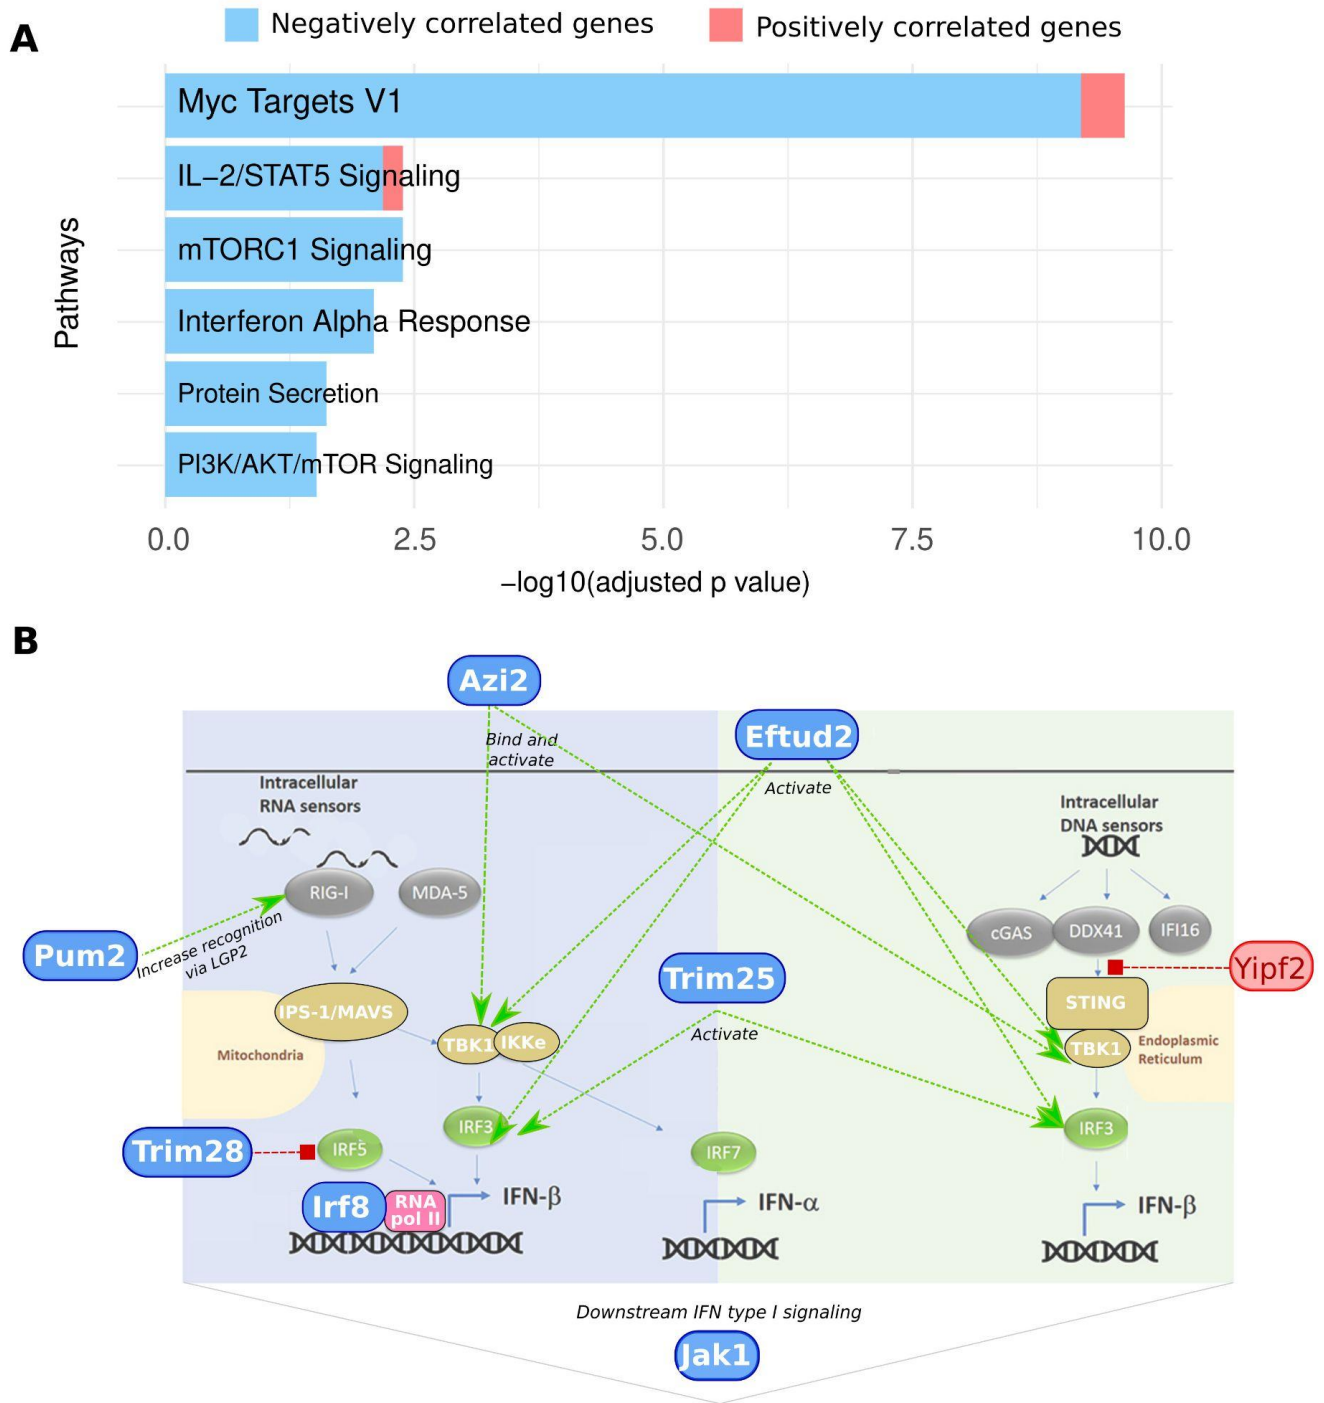 A
Negatively correlated genes
Positively correlated genes
Myc Targets V1
IL−2/STAT5 Signaling
mTORC1 Signaling
Interferon Alpha Response
Protein Secretion
PI3K/AKT/mTOR Signaling
Pathways
0.0 2.5 5.0 7.5 10.0
−log10(adjusted p value)
B
Azi2
Eftud2
Bind and
activate
Activate
Intracellular
RNA sensors
Intracellular
DNA sensors
RIG-I
MDA-5
cGAS
DDX41
IFI16
Pum2
Increase recognition
via LGP2
Trim25
Yipf2
IPS-1/MAVS
STING
Activate
TBK1
IKKe
TBK1
Mitochondria
Endoplasmic
Reticulum
IRF3
IRF3
Trim28
IRF5
IRF7
Irf8
RNA
pol II
IFN-β
IFN-α
IFN-β
Downstream IFN type I signaling
Jak1